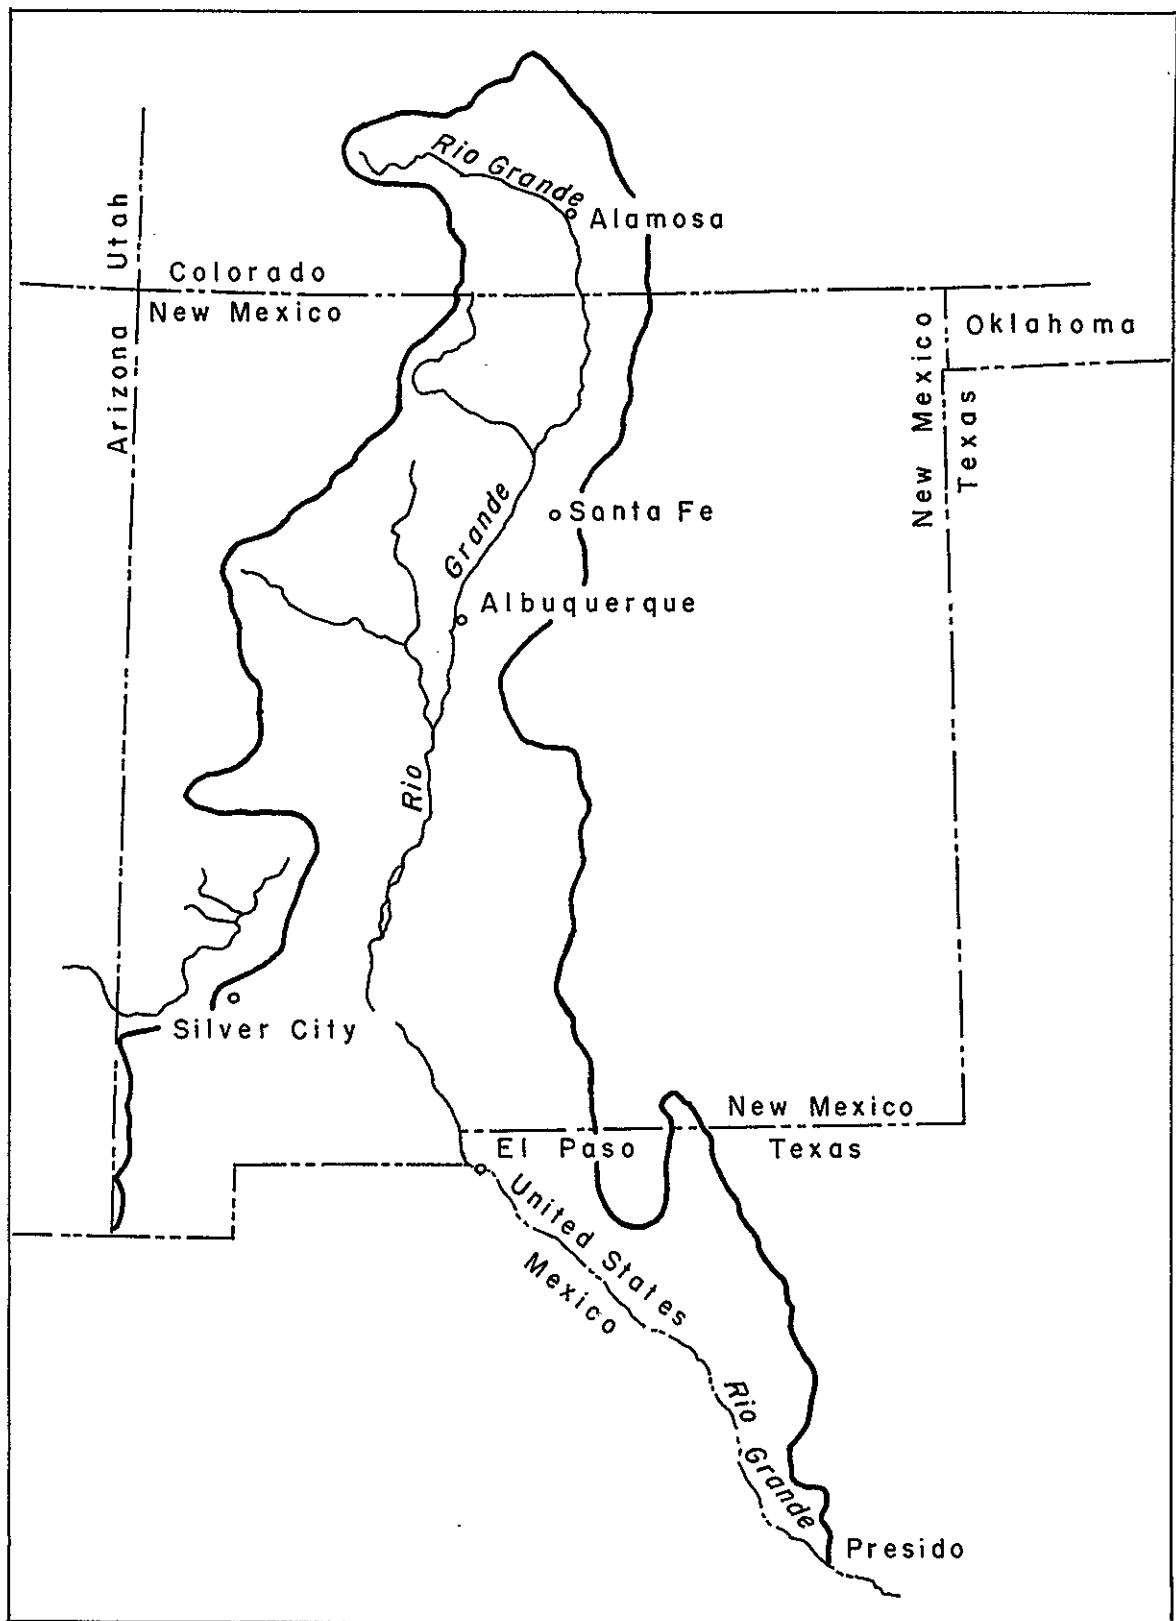 Rio Grande
Alamosa
Utah
Colorado
New Mexico
Arizona
New Mexico
Oklahoma
Texas
Santa Fe
Grande
Albuquerque
Rio
Silver City
New Mexico
El Paso
Texas
United States
Mexico
Rio Grande
Presido